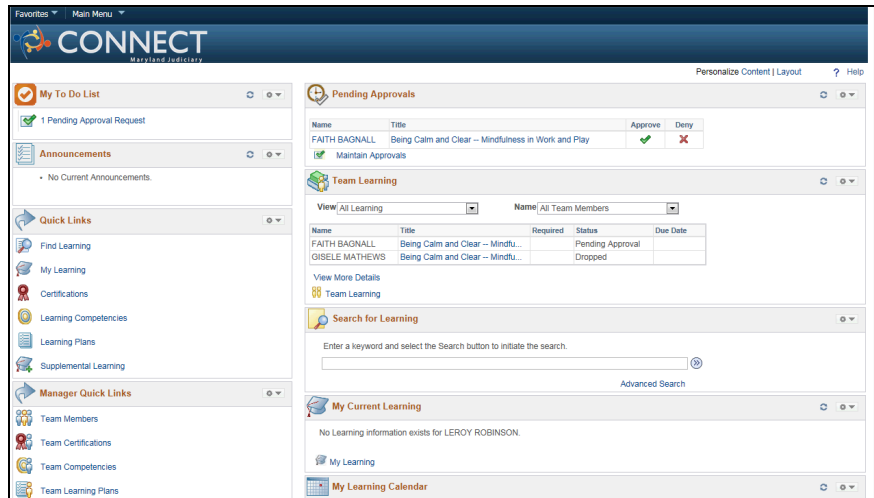 Favorites Main Menu
CONNECT
Maryland Judiciary
Personalize Content | Layout ? Help
My To Do List
1 Pending Approval Request
Announcements
• No Current Announcements.
Quick Links
Find Learning
My Learning
Certifications
Learning Competencies
Learning Plans
Supplemental Learning
Manager Quick Links
Team Members
Team Certifications
Team Competencies
Team Learning Plans
Pending Approvals
Name Title Approve Deny
FAITH BAGNALL Being Calm and Clear -- Mindfulness in Work and Play
Maintain Approvals
Team Learning
View All Learning Name All Team Members
Name Title Required Status Due Date
FAITH BAGNALL Being Calm and Clear -- Mindfu... Pending Approval
GISELE MATHEWS Being Calm and Clear -- Mindfu... Dropped
View More Details
Team Learning
Search for Learning
Enter a keyword and select the Search button to initiate the search.
Advanced Search
My Current Learning
No Learning information exists for LEROY ROBINSON.
My Learning
My Learning Calendar